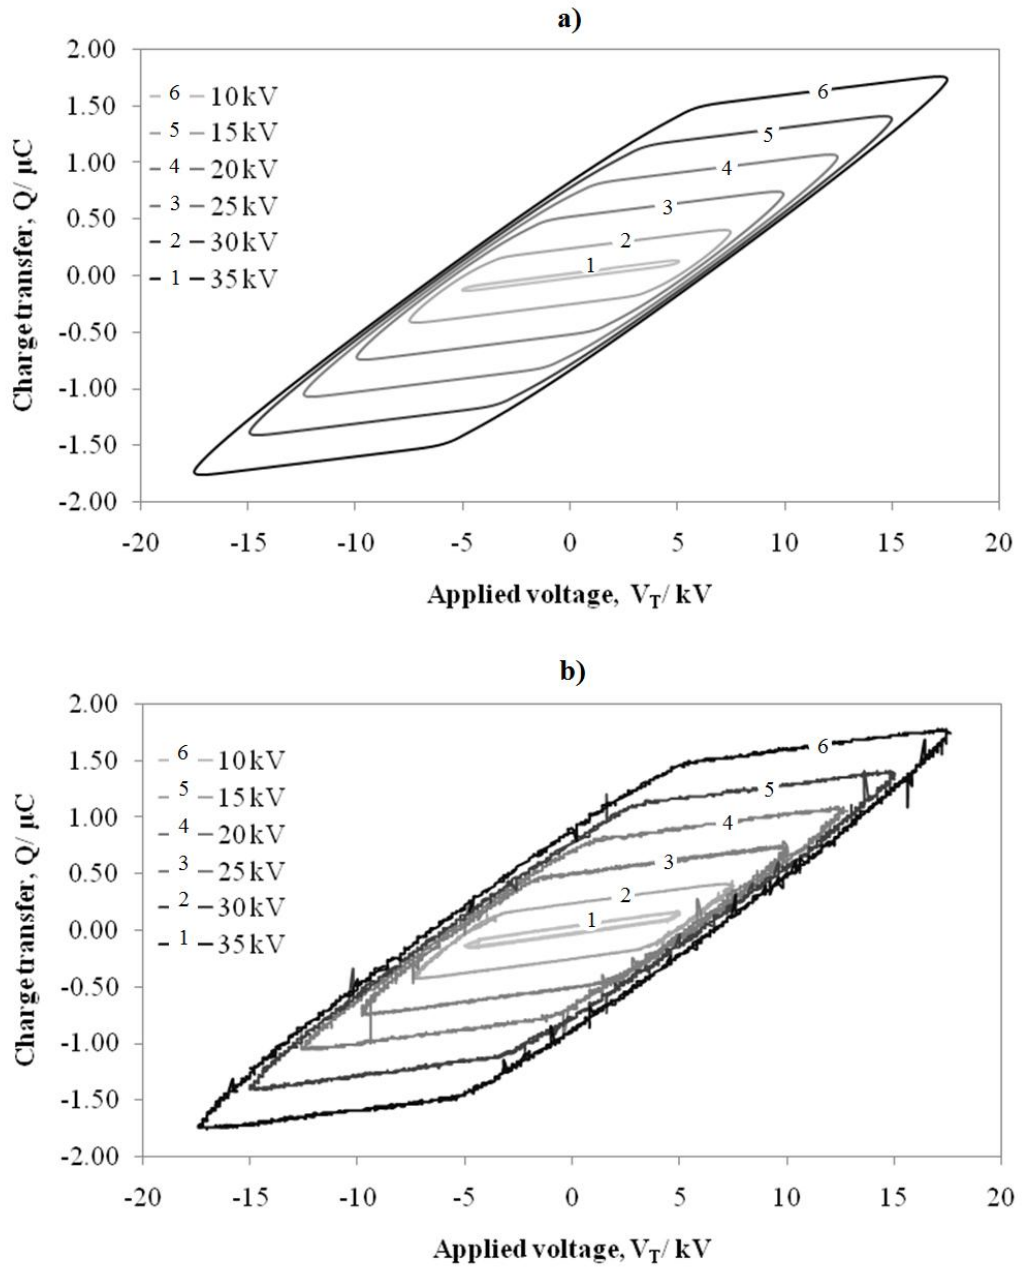 a)
2.00
1.50
1.00
0.50
0.00
-0.50
-1.00
-1.50
-2.00
Chargetransfer, Q/ μC
6 10kV
5 15kV
4 20kV
3 25kV
2 30kV
1 35kV
6
5
4
3
2
1
-20 -15 -10 -5 0 5 10 15 20
Applied voltage, VT/ kV
b)
2.00
1.50
1.00
0.50
0.00
-0.50
-1.00
-1.50
-2.00
Chargetransfer, Q/ μC
6 10kV
5 15kV
4 20kV
3 25kV
2 30kV
1 35kV
6
5
4
3
2
1
-20 -15 -10 -5 0 5 10 15 20
Applied voltage, VT/ kV